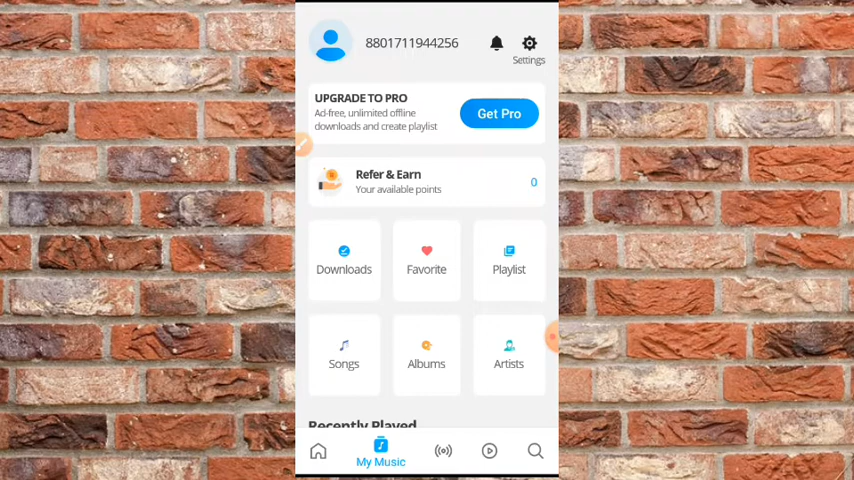 8801711944256
Settings
UPGRADE TO PRO
Ad-free, unlimited offline
downloads and create playlist
Get Pro
Refer & Earn
Your available points
0
Downloads
Favorite
Playlist
Songs
Albums
Artists
Recently Played
My Music